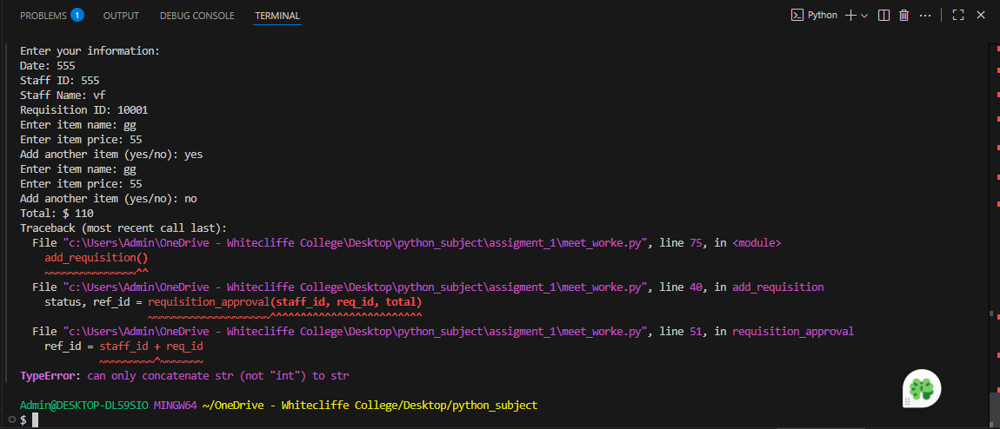 PROBLEMS 1 OUTPUT DEBUG CONSOLE TERMINAL Python
Enter your information:
Date: 555
Staff ID: 555
Staff Name: vf
Requisition ID: 10001
Enter item name: gg
Enter item price: 55
Add another item (yes/no): yes
Enter item name: gg
Enter item price: 55
Add another item (yes/no): no
Total: $ 110
Traceback (most recent call last):
  File "c:\Users\Admin\OneDrive - Whitecliffe College\Desktop\python_subject\assigment_1\meet_worke.py", line 75, in <module>
    add_requisition()
    ~~~~~~~~~~~~~~~^^
  File "c:\Users\Admin\OneDrive - Whitecliffe College\Desktop\python_subject\assigment_1\meet_worke.py", line 40, in add_requisition
    status, ref_id = requisition_approval(staff_id, req_id, total)
                     ~~~~~~~~~~~~~~~~~~~~^^^^^^^^^^^^^^^^^^^^^^^^^
  File "c:\Users\Admin\OneDrive - Whitecliffe College\Desktop\python_subject\assigment_1\meet_worke.py", line 51, in requisition_approval
    ref_id = staff_id + req_id
             ~~~~~~~~~^~~~~~~~
TypeError: can only concatenate str (not "int") to str
Admin@DESKTOP-DL59SIO MINGW64 ~/OneDrive - Whitecliffe College/Desktop/python_subject
$